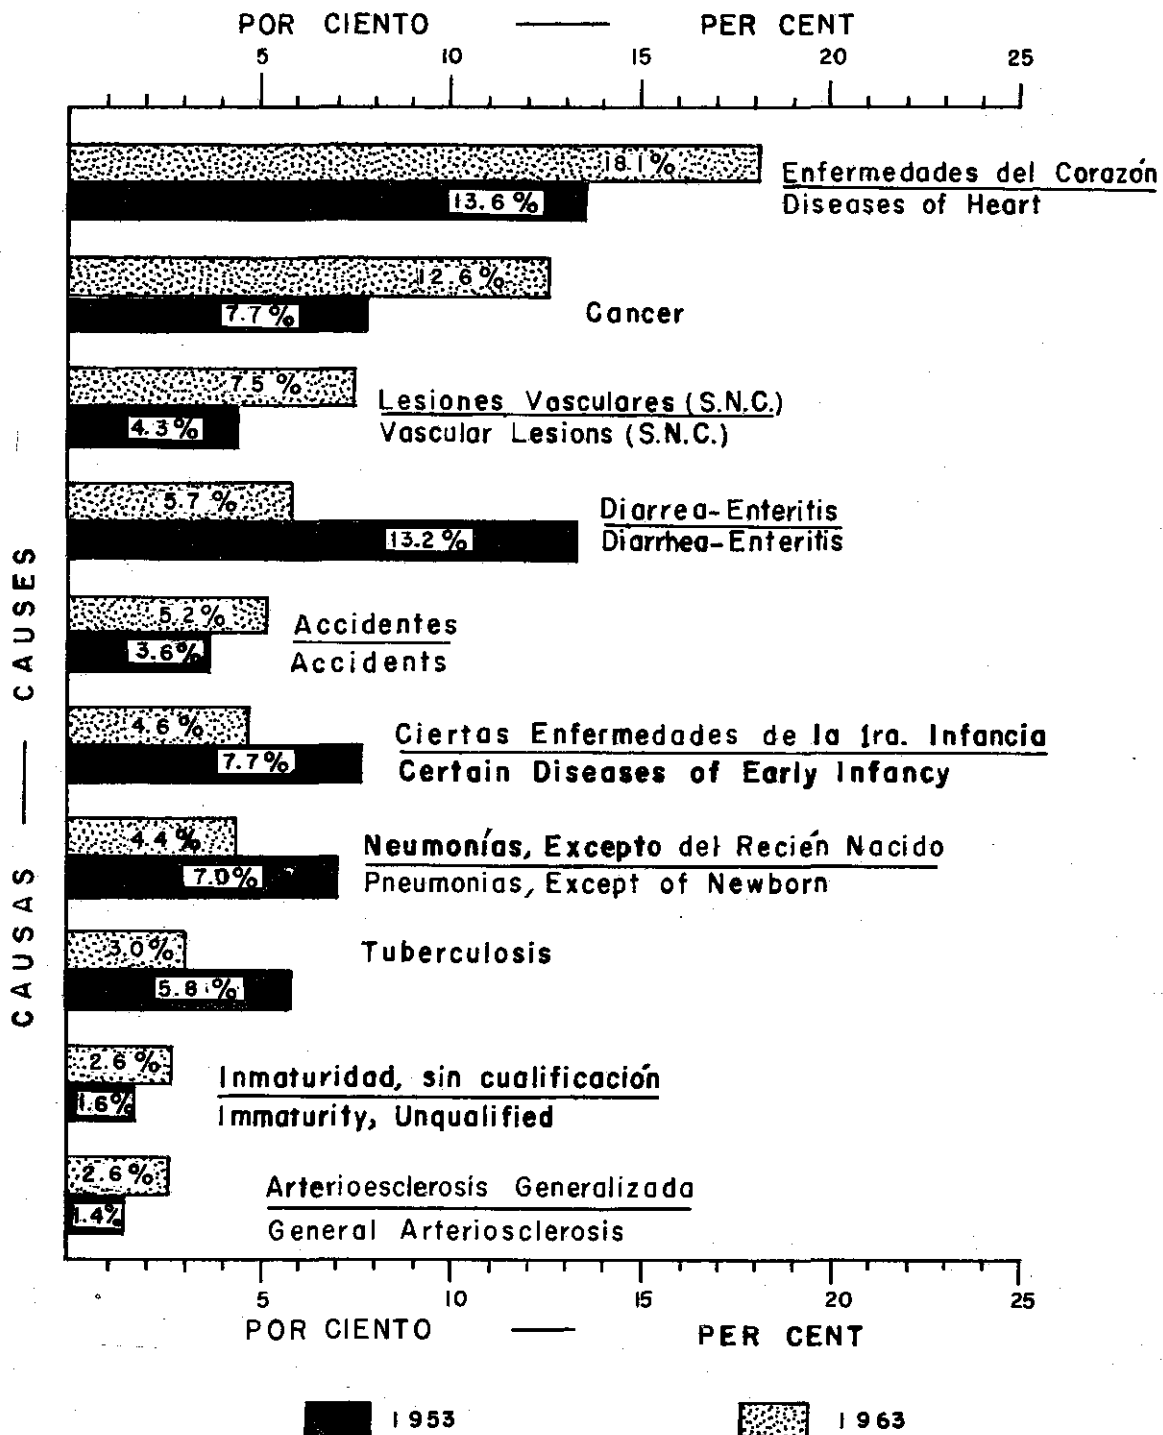 POR CIENTO — PER CENT
5 10 15 20 25
18.1%
13.6%
Enfermedades del Corazón
Diseases of Heart
12.6%
7.7%
Cancer
7.5%
4.3%
Lesiones Vasculares (S.N.C.)
Vascular Lesions (S.N.C.)
5.7%
13.2%
Diarrea-Enteritis
Diarrhea-Enteritis
5.2%
3.6%
Accidentes
Accidents
4.6%
7.7%
Ciertas Enfermedades de la 1ra. Infancia
Certain Diseases of Early Infancy
4.4%
7.0%
Neumonías, Excepto del Recién Nacido
Pneumonias, Except of Newborn
3.0%
5.8%
Tuberculosis
2.6%
1.6%
Inmaturidad, sin cualificación
Immaturity, Unqualified
2.6%
1.4%
Arterioesclerosis Generalizada
General Arteriosclerosis
CAUSAS — CAUSES
5 10 15 20 25
POR CIENTO — PER CENT
1953 1963